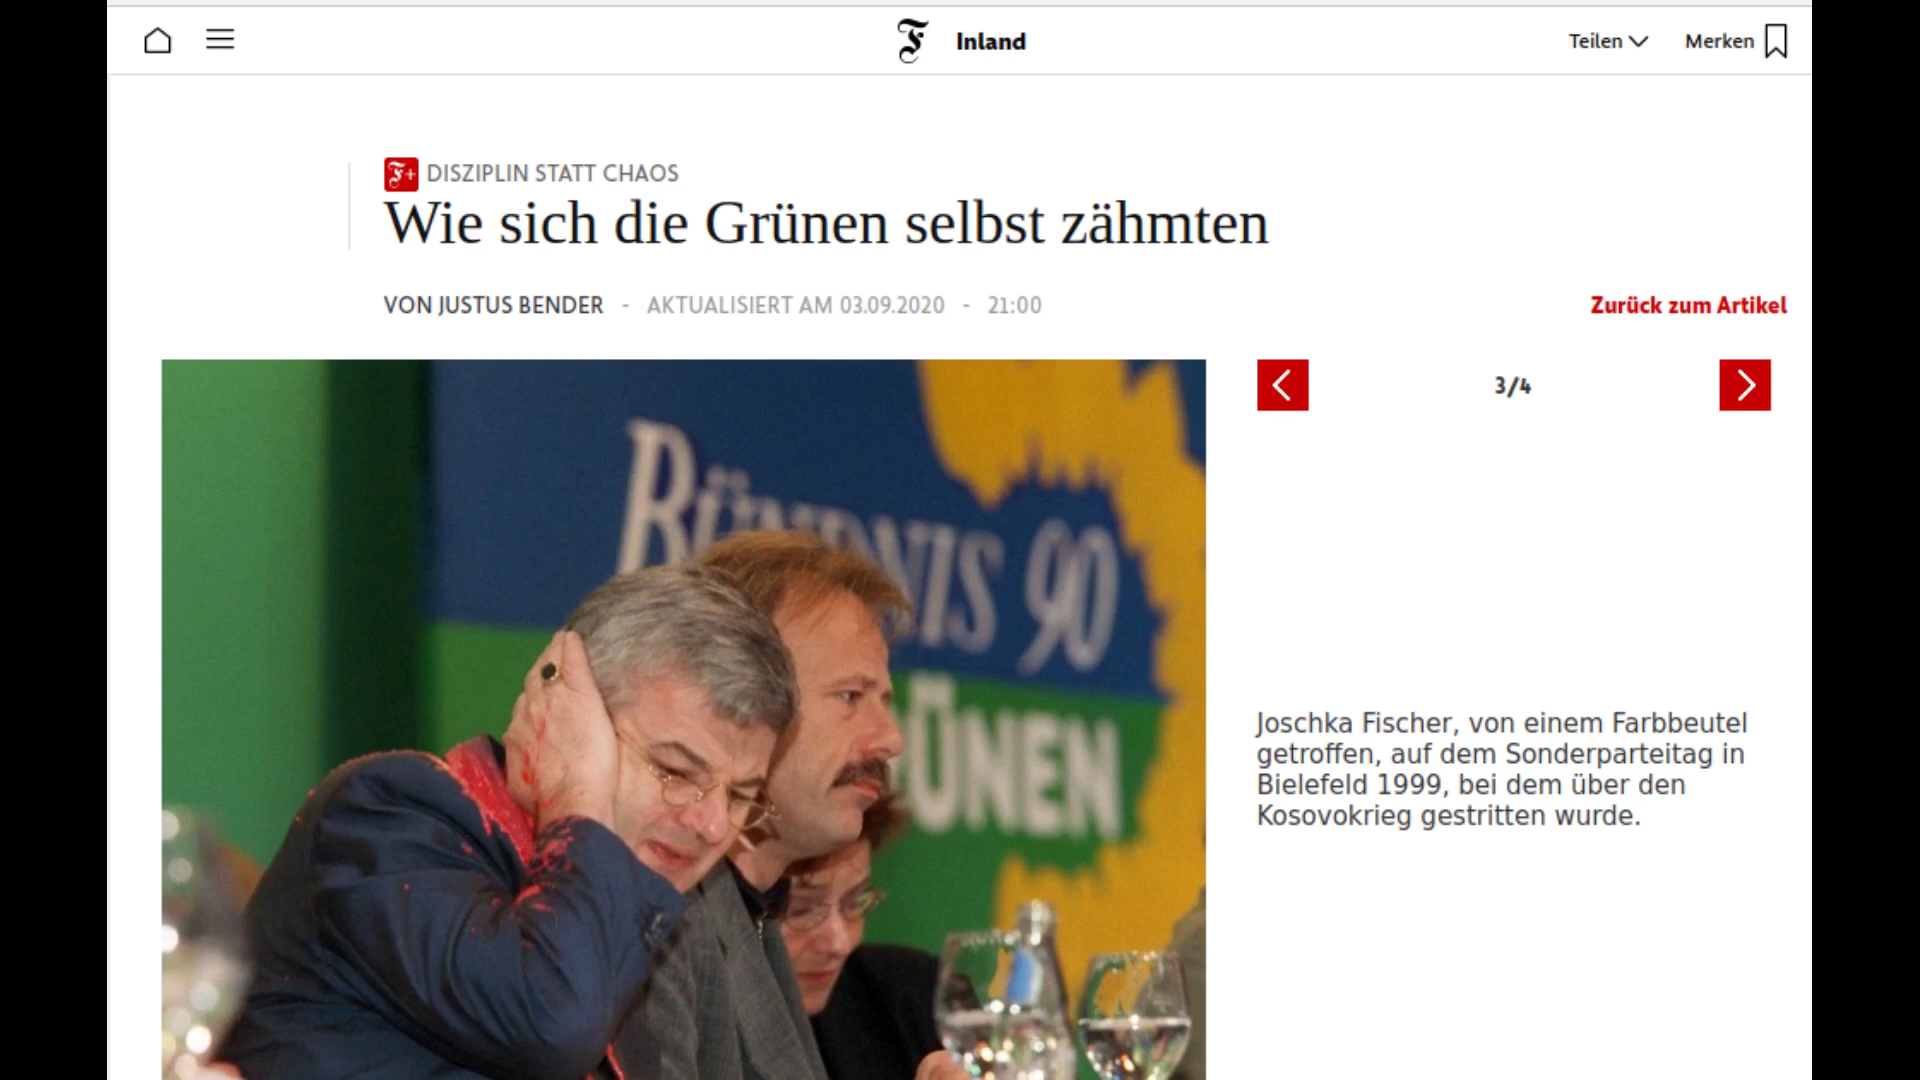 F Inland
Teilen
Merken
F+ DISZIPLIN STATT CHAOS
Wie sich die Grünen selbst zähmten
VON JUSTUS BENDER - AKTUALISIERT AM 03.09.2020 - 21:00
Zurück zum Artikel
3/4
BÜNDNIS 90
GRÜNEN
Joschka Fischer, von einem Farbbeutel
getroffen, auf dem Sonderparteitag in
Bielefeld 1999, bei dem über den
Kosovokrieg gestritten wurde.